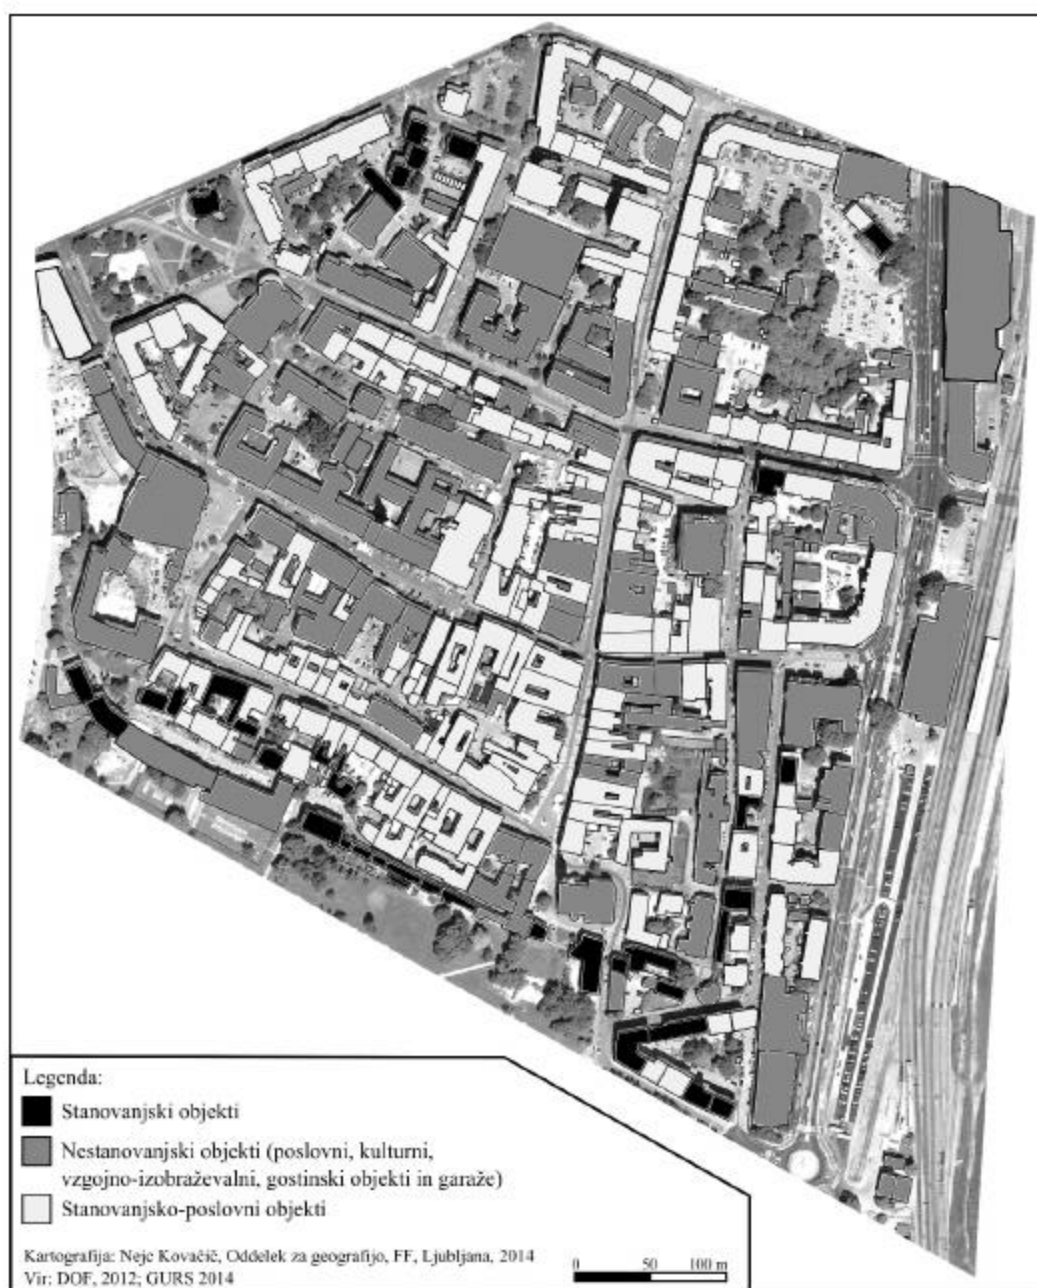 Legenda:
Stanovanjski objekti
Nestanovanjski objekti (poslovni, kulturni,
vzgojno-izobraževalni, gostinski objekti in garaže)
Stanovanjsko-poslovni objekti
Kartografija: Nejc Kovačič, Oddelek za geografijo, FF, Ljubljana, 2014
Vir: DOF, 2012; GURS 2014
0 50 100 m